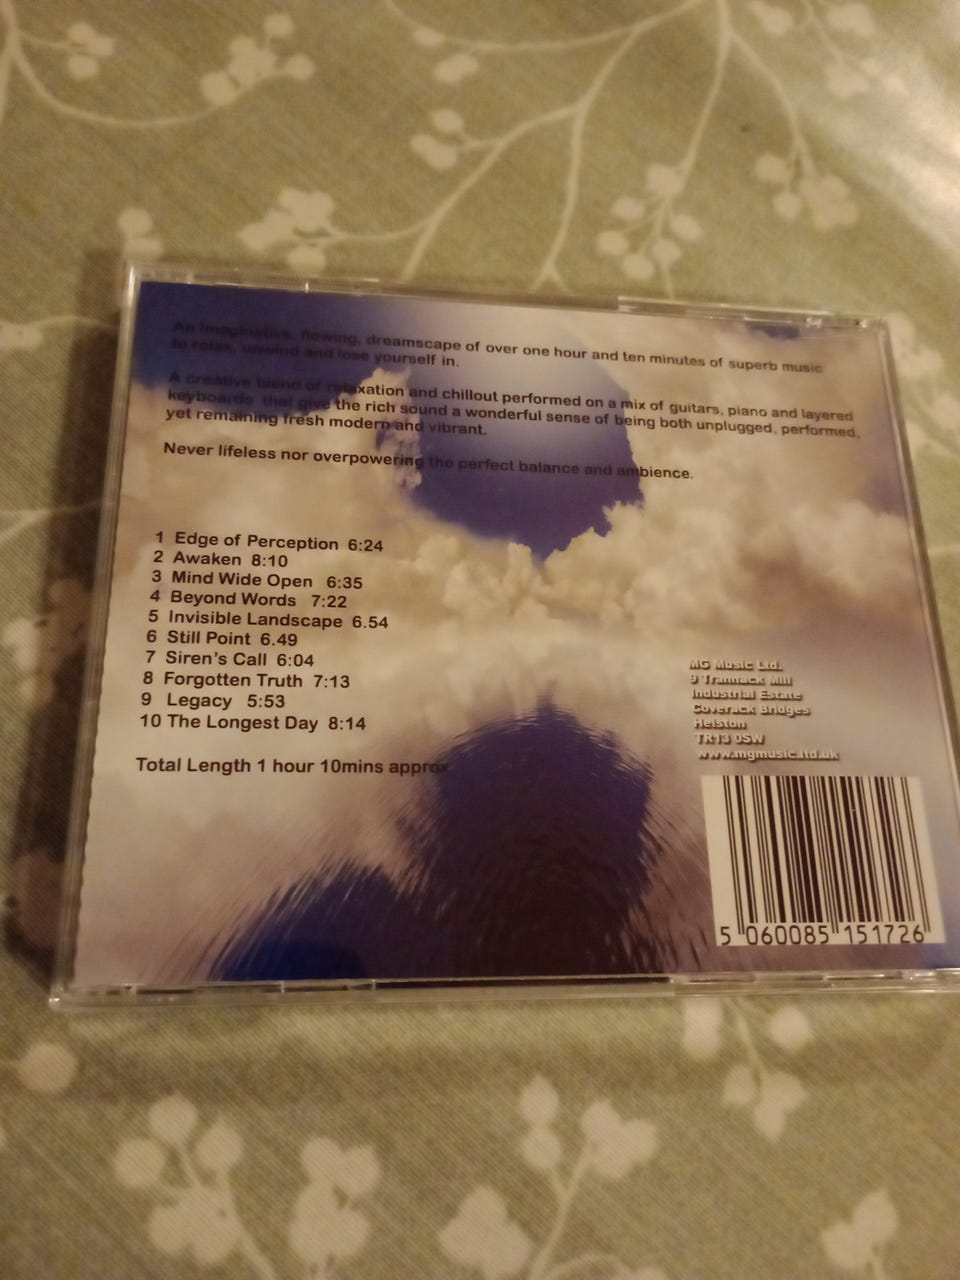 An imaginative, flowing, dreamscape of over one hour and ten minutes of superb music
to relax, unwind and lose yourself in.
A creative blend of relaxation and chillout performed on a mix of guitars, piano and layered
keyboards that give the rich sound a wonderful sense of being both unplugged, performed,
yet remaining fresh modern and vibrant.
Never lifeless nor overpowering the perfect balance and ambience.
1 Edge of Perception 6:24
2 Awaken 8:10
3 Mind Wide Open 6:35
4 Beyond Words 7:22
5 Invisible Landscape 6.54
6 Still Point 6.49
7 Siren's Call 6:04
8 Forgotten Truth 7:13
9 Legacy 5:53
10 The Longest Day 8:14
Total Length 1 hour 10mins approx
MG Music Ltd.
9 Trannack Mill
Industrial Estate
Coverack Bridges
Helston
TR13 0SW
www.mgmusic.ltd.uk
5 060085 151726